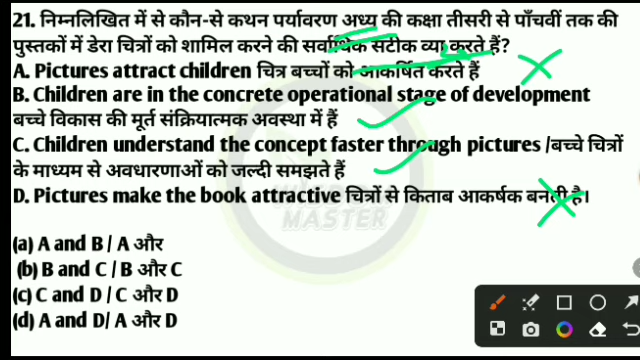 21. निम्नलिखित में से कौन-से कथन पर्यावरण अध्य की कक्षा तीसरी से पाँचवीं तक की
पुस्तकों में डेरा चित्रों को शामिल करने की सर्वाधिक सटीक व्या करते हैं?
A. Pictures attract children चित्र बच्चों को आकर्षित करते हैं
B. Children are in the concrete operational stage of development
बच्चे विकास की मूर्त संक्रियात्मक अवस्था में हैं
C. Children understand the concept faster through pictures /बच्चे चित्रों
के माध्यम से अवधारणाओं को जल्दी समझते हैं
D. Pictures make the book attractive चित्रों से किताब आकर्षक बनती है।
MASTER
(a) A and B / A और
(b) B and C / B और C
(c) C and D / C और D
(d) A and D/ A और D